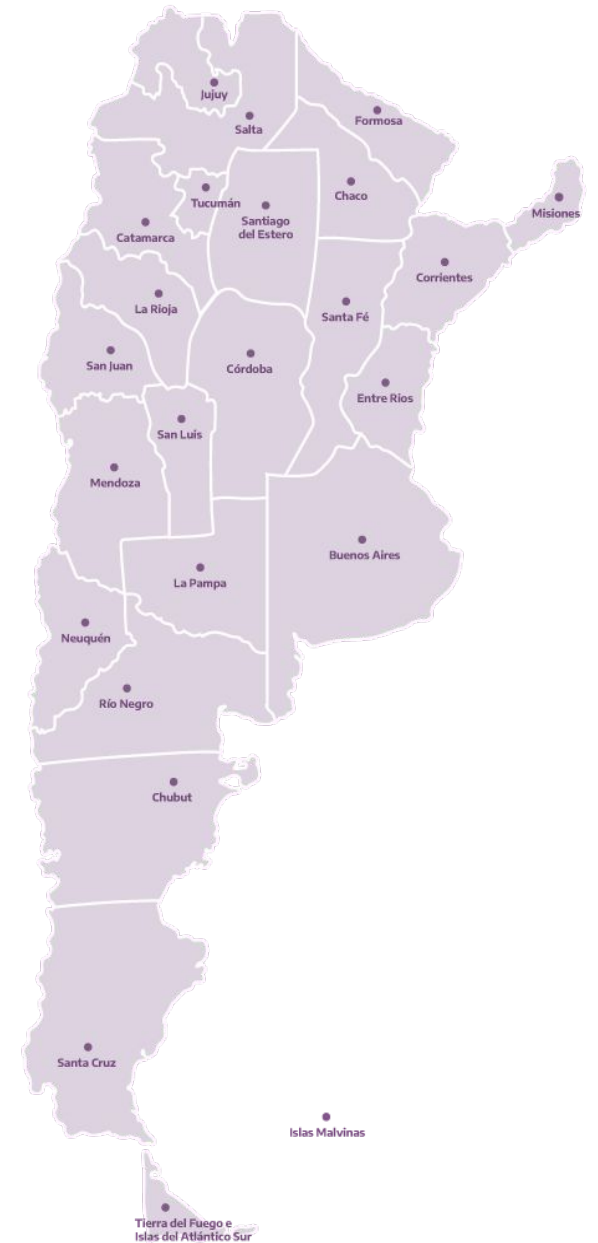 Jujuy
Salta
Formosa
Chaco
Tucumán
Santiago
del Estero
Misiones
Catamarca
Corrientes
La Rioja
Santa Fé
San Juan
Córdoba
Entre Rios
San Luis
Mendoza
Buenos Aires
La Pampa
Neuquén
Río Negro
Chubut
Santa Cruz
Islas Malvinas
Tierra del Fuego e
Islas del Atlántico Sur